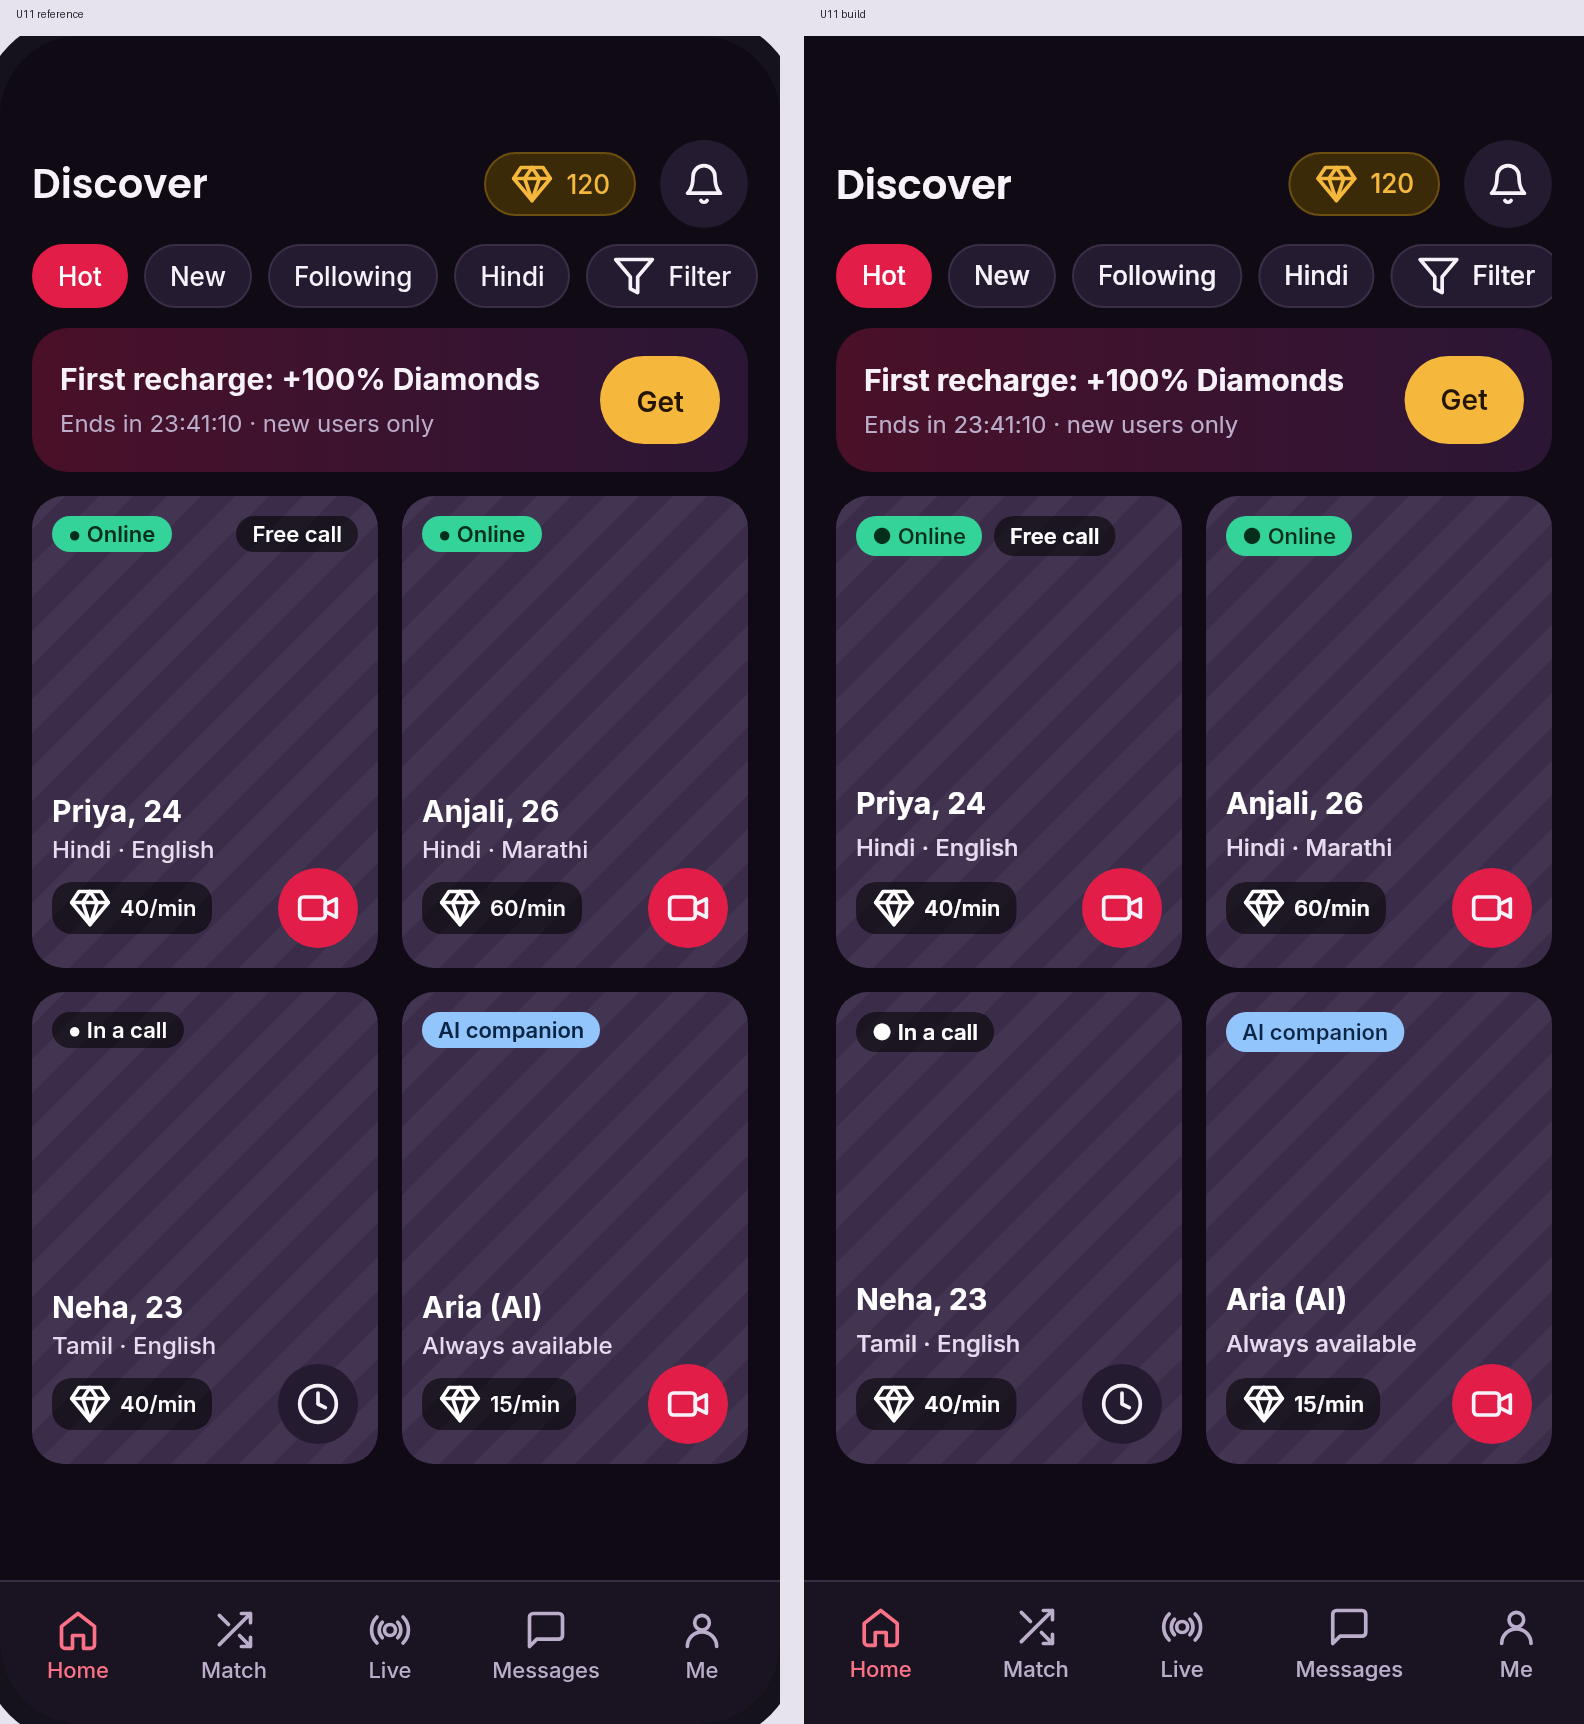 U11 reference
Discover
120
Hot
New
Following
Hindi
Filter
First recharge: +100% Diamonds
Ends in 23:41:10 · new users only
Get
• Online
Free call
• Online
Priya, 24
Hindi · English
40/min
Anjali, 26
Hindi · Marathi
60/min
• In a call
AI companion
Neha, 23
Tamil · English
40/min
Aria (AI)
Always available
15/min
Home
Match
Live
Messages
Me
U11 build
Discover
120
Hot
New
Following
Hindi
Filter
First recharge: +100% Diamonds
Ends in 23:41:10 · new users only
Get
● Online
Free call
● Online
Priya, 24
Hindi · English
40/min
Anjali, 26
Hindi · Marathi
60/min
● In a call
AI companion
Neha, 23
Tamil · English
40/min
Aria (AI)
Always available
15/min
Home
Match
Live
Messages
Me